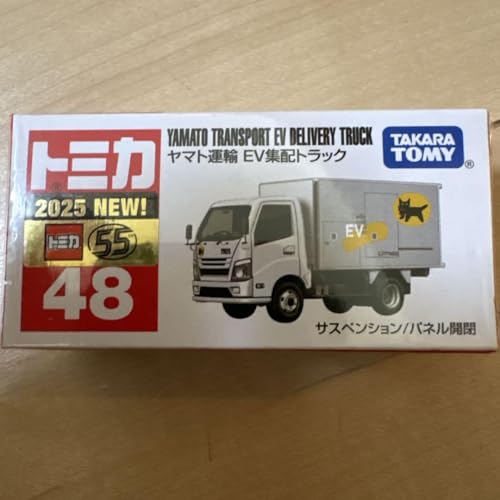 トミカ
2025 NEW!
トミカ 55
48
YAMATO TRANSPORT EV DELIVERY TRUCK
ヤマト運輸 EV集配トラック
TAKARA
TOMY
EV
サスペンション/パネル開閉